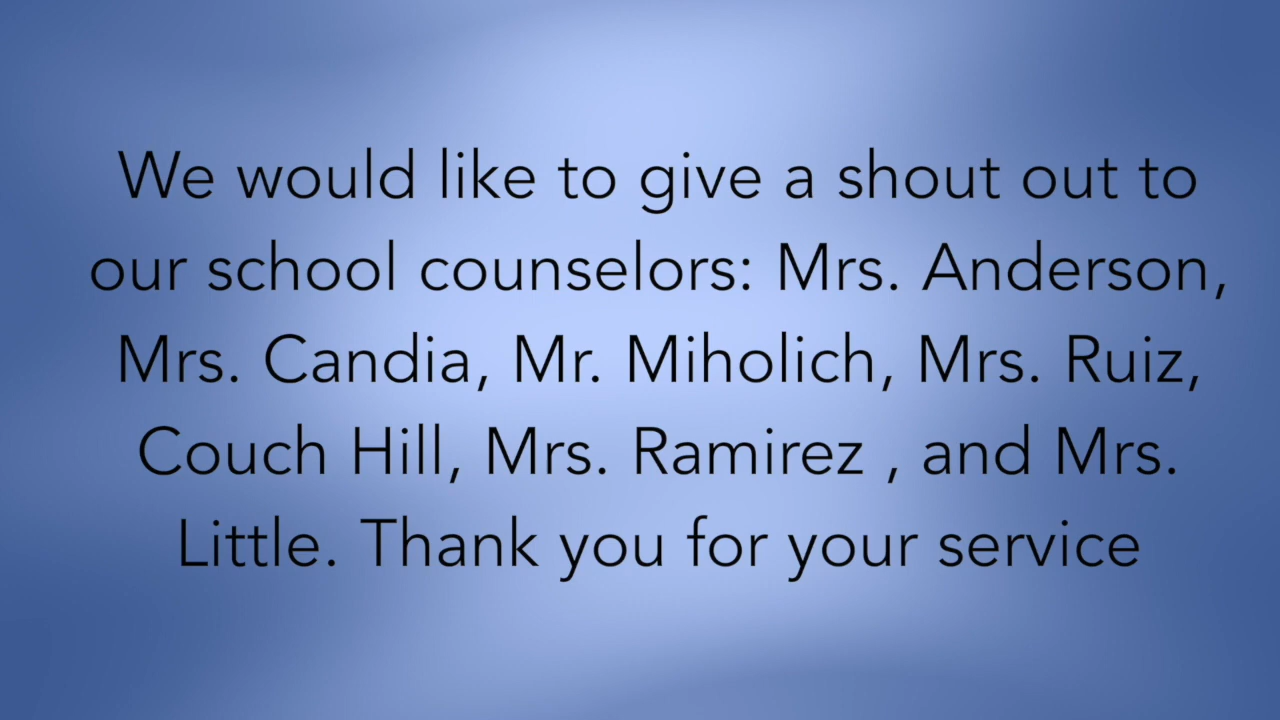 We would like to give a shout out to
our school counselors: Mrs. Anderson,
Mrs. Candia, Mr. Miholich, Mrs. Ruiz,
Couch Hill, Mrs. Ramirez , and Mrs.
Little. Thank you for your service